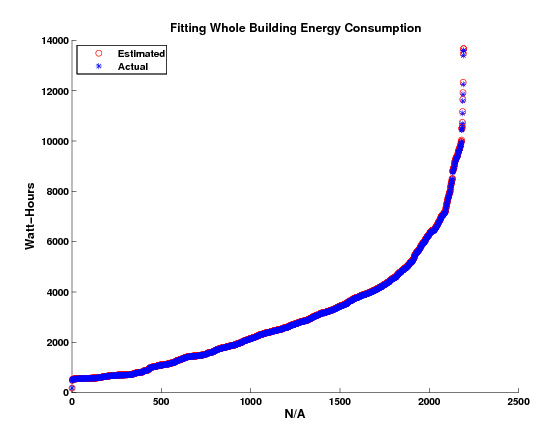 Fitting Whole Building Energy Consumption
14000
12000
10000
8000
6000
4000
2000
0
Estimated
Actual
Watt-Hours
0 500 1000 1500 2000 2500
N/A